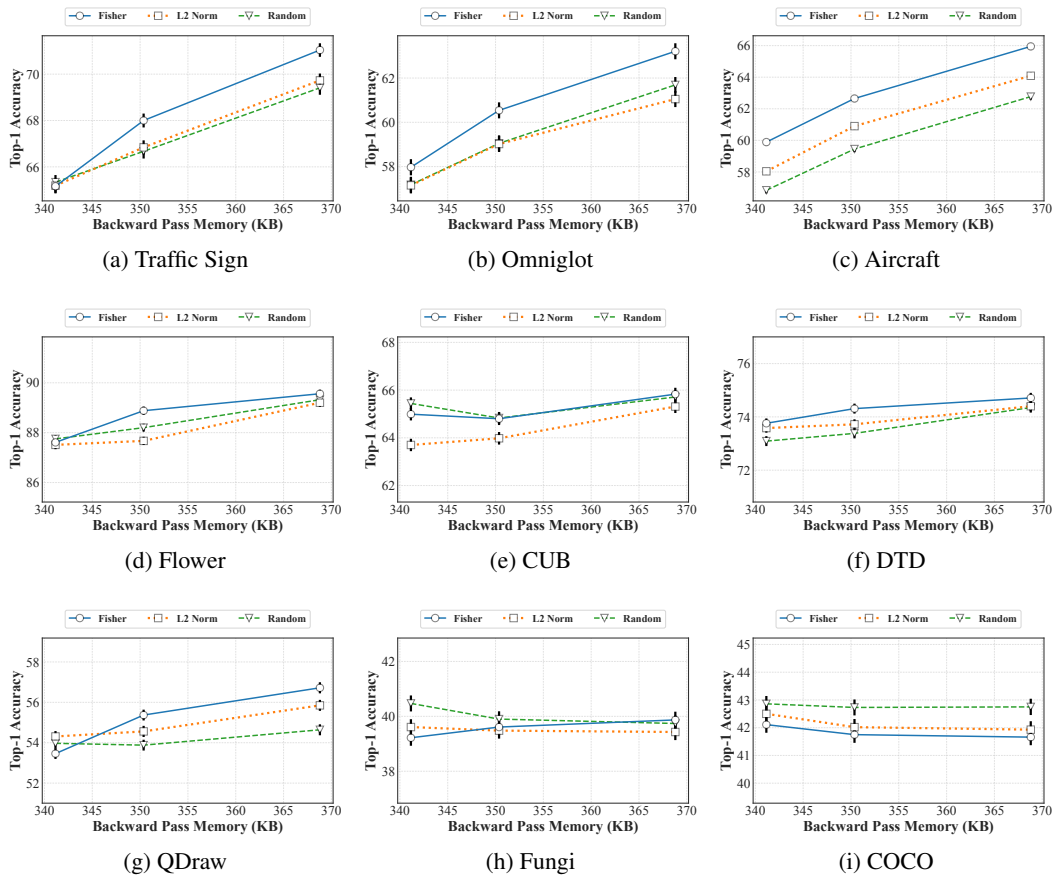 Fisher L2 Norm Random
Fisher L2 Norm Random
Fisher L2 Norm Random
Top-1 Accuracy
70
68
66
340 345 350 355 360 365 370
Backward Pass Memory (KB)
(a) Traffic Sign
Top-1 Accuracy
62
60
58
340 345 350 355 360 365 370
Backward Pass Memory (KB)
(b) Omniglot
Top-1 Accuracy
66
64
62
60
58
340 345 350 355 360 365 370
Backward Pass Memory (KB)
(c) Aircraft
Fisher L2 Norm Random
Fisher L2 Norm Random
Fisher L2 Norm Random
Top-1 Accuracy
90
88
86
340 345 350 355 360 365 370
Backward Pass Memory (KB)
(d) Flower
Top-1 Accuracy
68
66
64
62
340 345 350 355 360 365 370
Backward Pass Memory (KB)
(e) CUB
Top-1 Accuracy
76
74
72
340 345 350 355 360 365 370
Backward Pass Memory (KB)
(f) DTD
Fisher L2 Norm Random
Fisher L2 Norm Random
Fisher L2 Norm Random
Top-1 Accuracy
58
56
54
52
340 345 350 355 360 365 370
Backward Pass Memory (KB)
(g) QDraw
Top-1 Accuracy
42
40
38
340 345 350 355 360 365 370
Backward Pass Memory (KB)
(h) Fungi
Top-1 Accuracy
45
44
43
42
41
40
340 345 350 355 360 365 370
Backward Pass Memory (KB)
(i) COCO